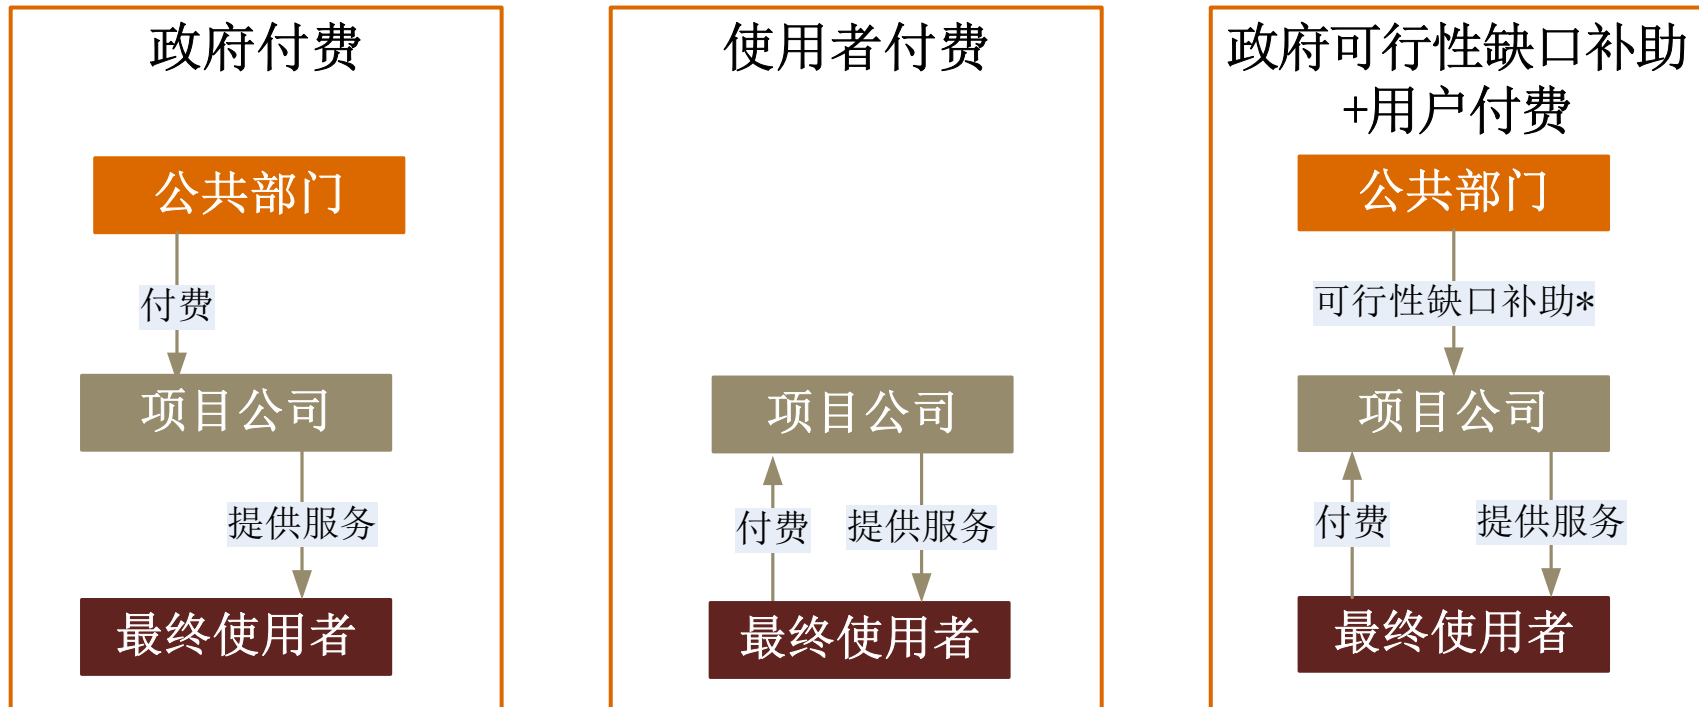 政府付费
公共部门
付费
项目公司
提供服务
最终使用者
使用者付费
项目公司
付费
提供服务
最终使用者
政府可行性缺口补助
+用户付费
公共部门
可行性缺口补助*
项目公司
付费
提供服务
最终使用者